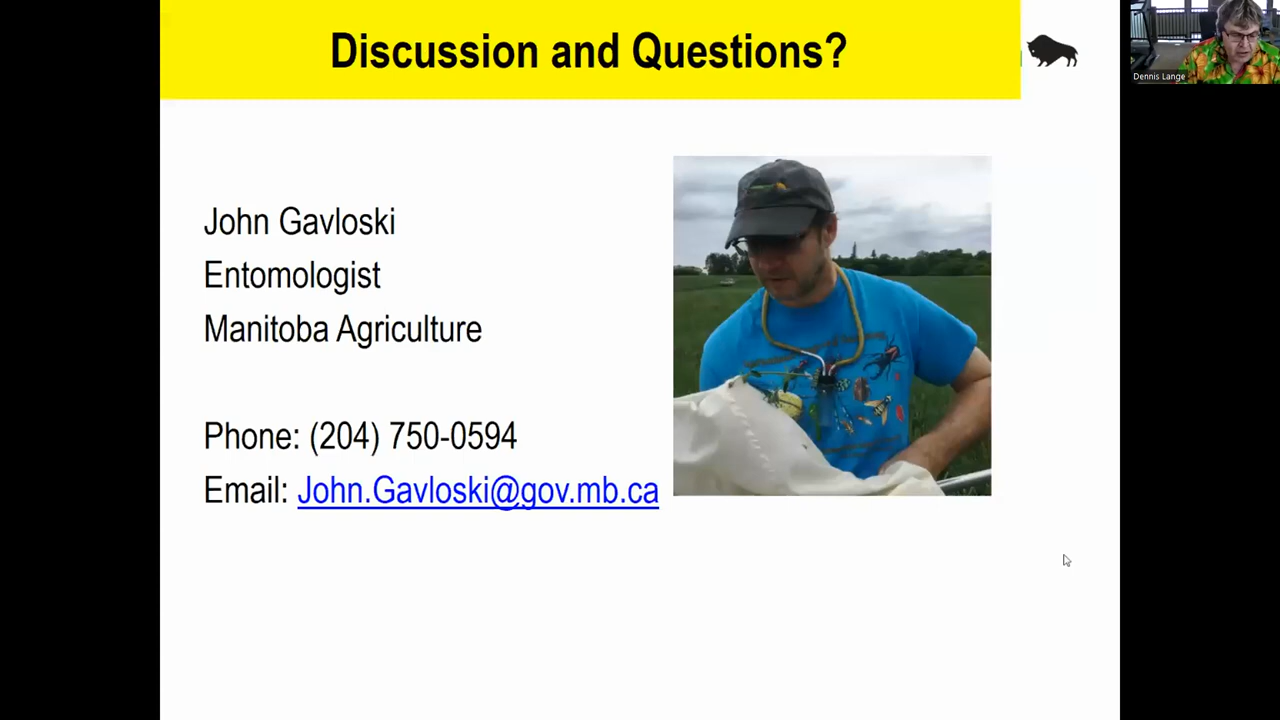 Discussion and Questions?
Dennis Lange
John Gavloski
Entomologist
Manitoba Agriculture
Phone: (204) 750-0594
Email: John.Gavloski@gov.mb.ca